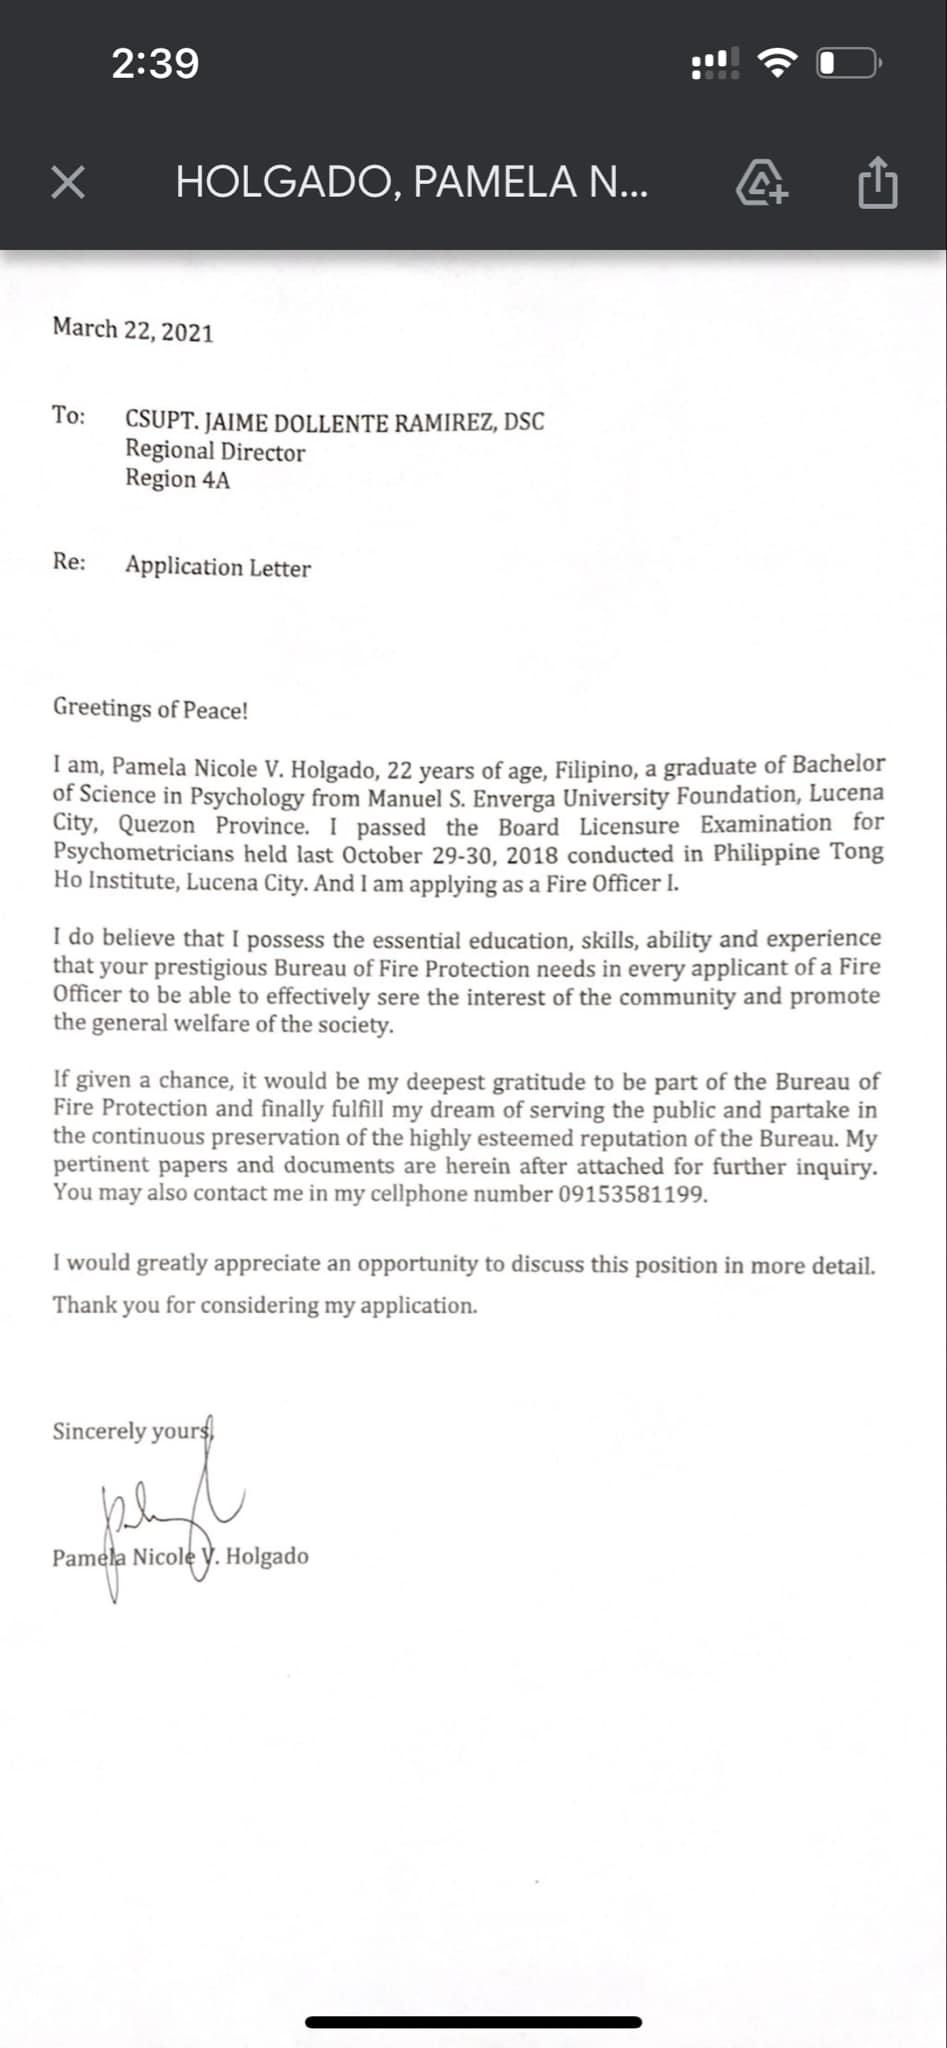 2:39
HOLGADO, PAMELA N...
March 22, 2021
To: CSUPT. JAIME DOLLENTE RAMIREZ, DSC
Regional Director
Region 4A
Re: Application Letter
Greetings of Peace!
I am, Pamela Nicole V. Holgado, 22 years of age, Filipino, a graduate of Bachelor
of Science in Psychology from Manuel S. Enverga University Foundation, Lucena
City, Quezon Province. I passed the Board Licensure Examination for
Psychometricians held last October 29-30, 2018 conducted in Philippine Tong
Ho Institute, Lucena City. And I am applying as a Fire Officer I.
I do believe that I possess the essential education, skills, ability and experience
that your prestigious Bureau of Fire Protection needs in every applicant of a Fire
Officer to be able to effectively sere the interest of the community and promote
the general welfare of the society.
If given a chance, it would be my deepest gratitude to be part of the Bureau of
Fire Protection and finally fulfill my dream of serving the public and partake in
the continuous preservation of the highly esteemed reputation of the Bureau. My
pertinent papers and documents are herein after attached for further inquiry.
You may also contact me in my cellphone number 09153581199.
I would greatly appreciate an opportunity to discuss this position in more detail.
Thank you for considering my application.
Sincerely yours,
Pamela Nicole V. Holgado